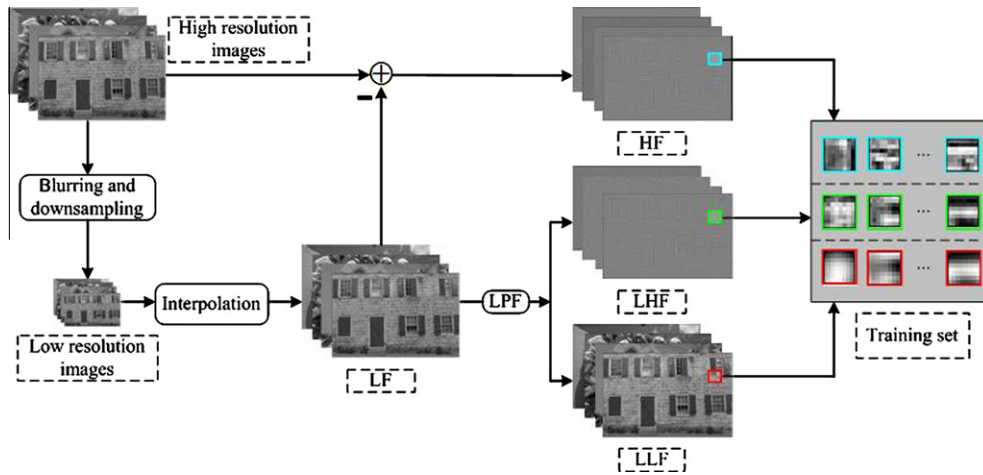 High resolution
images
HF
Blurring and
downsampling
LHF
...
...
...
Interpolation
LPF
Low resolution
images
LF
Training set
LLF